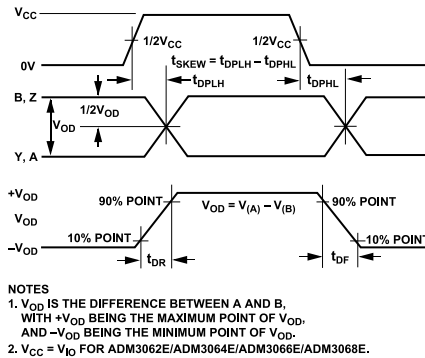 VCC
1/2VCC
1/2VCC
tSKEW = tDPLH – tDPHL
0V
tDPLH
tDPHL
B, Z
1/2VOD
VOD
Y, A
+VOD
90% POINT
VOD = V(A) – V(B)
90% POINT
VOD
10% POINT
10% POINT
–VOD
tDR
tDF
NOTES
1. VOD IS THE DIFFERENCE BETWEEN A AND B,
WITH +VOD BEING THE MAXIMUM POINT OF VOD,
AND –VOD BEING THE MINIMUM POINT OF VOD.
2. VCC = VIO FOR ADM3062E/ADM3064E/ADM3066E/ADM3068E.